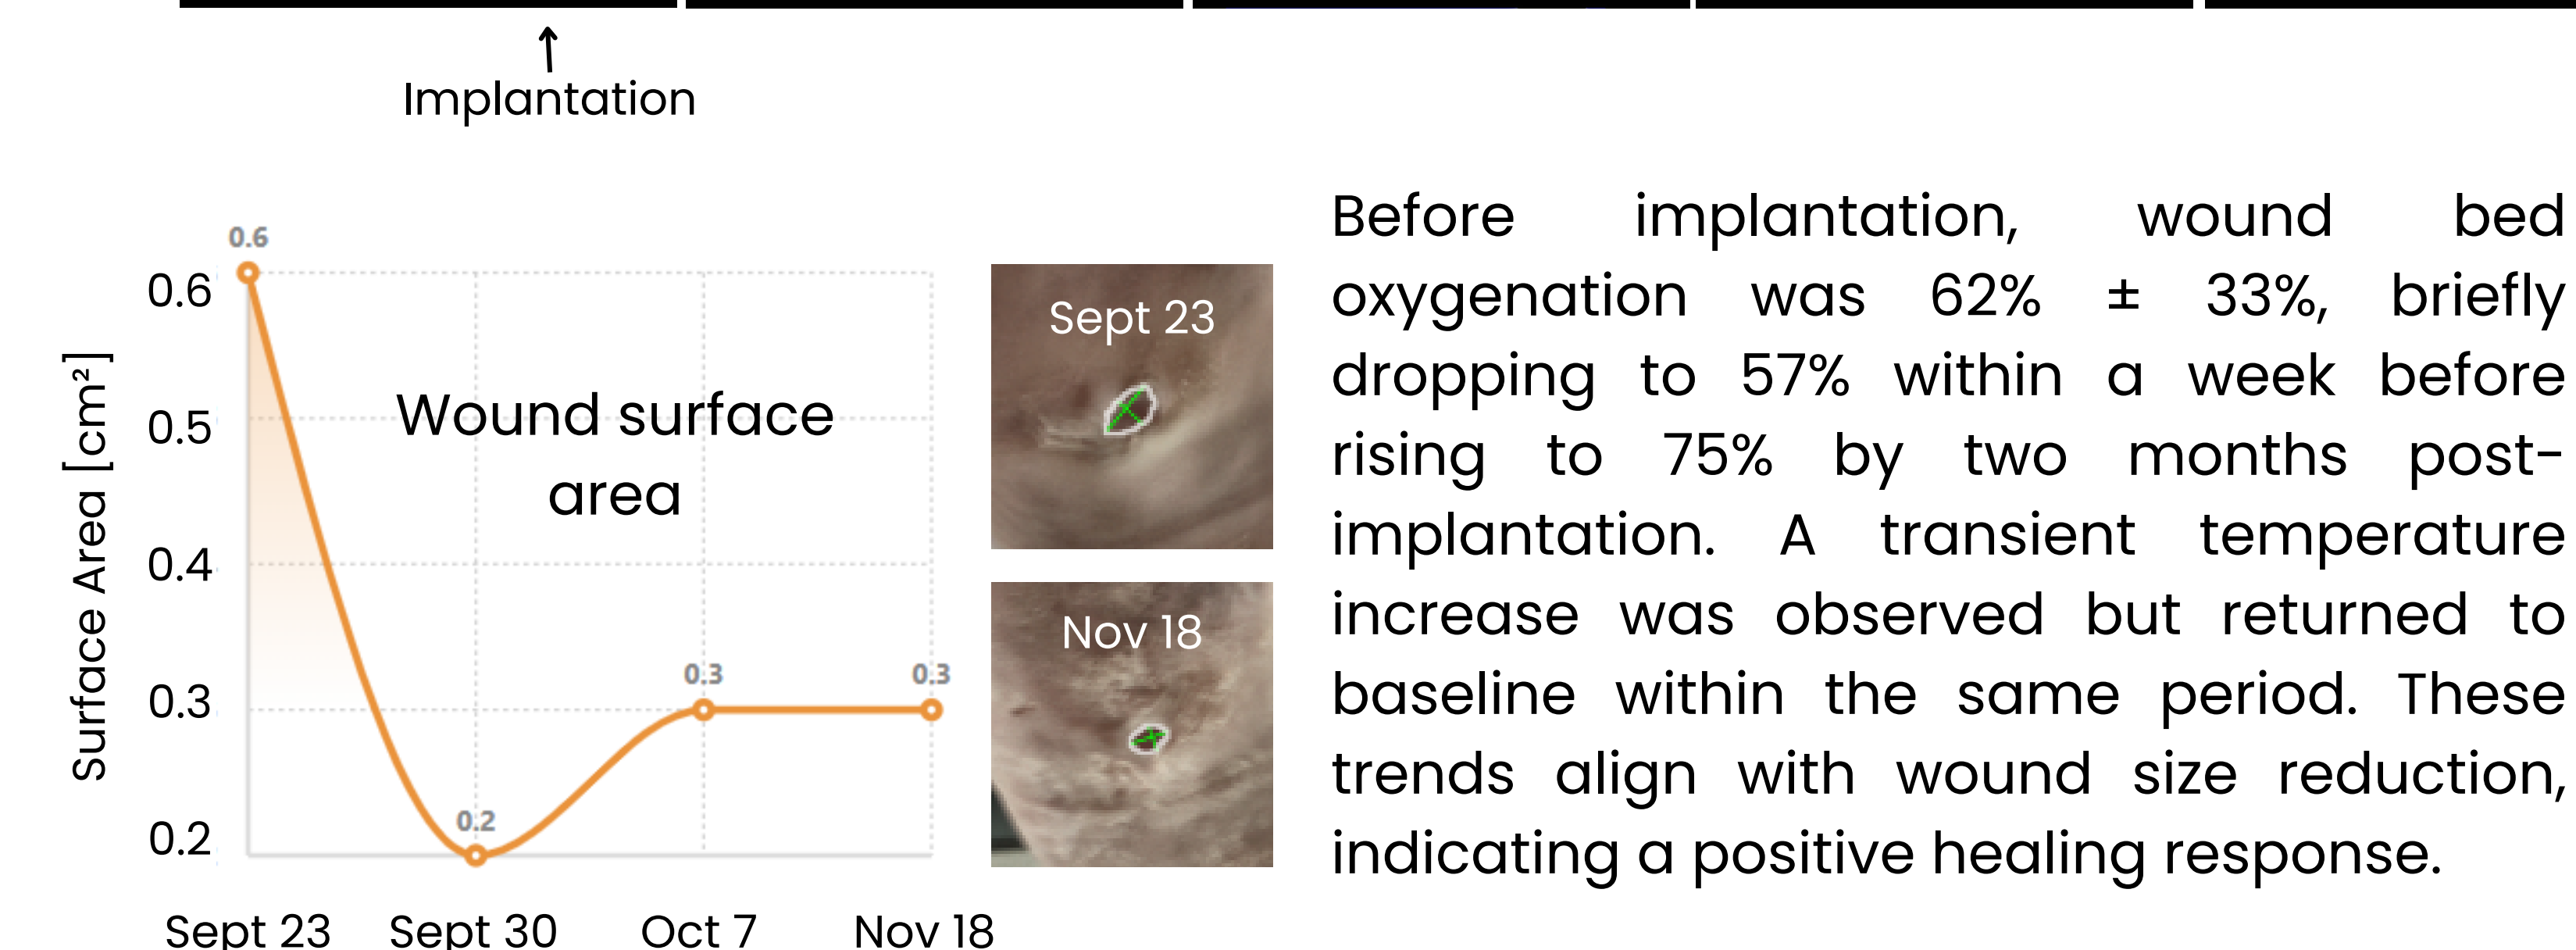 Implantation
0.6
0.6
0.5
0.4
0.3
0.2
Surface Area [cm²]
Wound surface
area
0.2
0.3
0.3
Sept 23
Sept 30
Oct 7
Nov 18
Sept 23
Nov 18
Before implantation, wound bed
oxygenation was 62% ± 33%, briefly
dropping to 57% within a week before
rising to 75% by two months post-
implantation. A transient temperature
increase was observed but returned to
baseline within the same period. These
trends align with wound size reduction,
indicating a positive healing response.